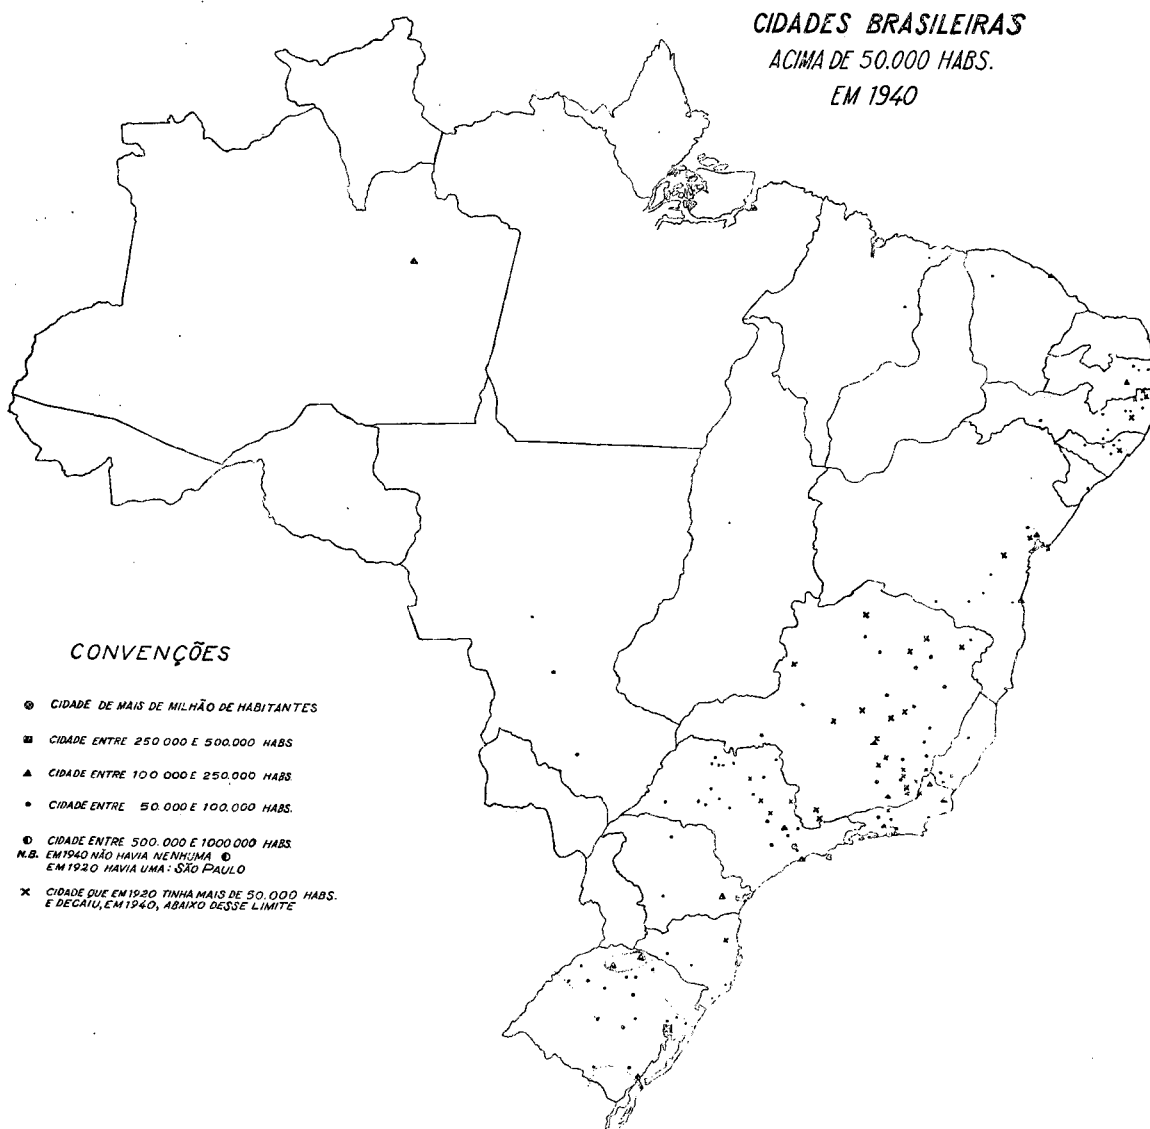 CIDADES BRASILEIRAS
ACIMA DE 50.000 HABS.
EM 1940
CONVENÇÕES
CIDADE DE MAIS DE MILHÃO DE HABITANTES
CIDADE ENTRE 250 000 E 500.000 HABS
CIDADE ENTRE 100 000 E 250.000 HABS.
CIDADE ENTRE 50.000 E 100.000 HABS.
CIDADE ENTRE 500.000 E 1000000 HABS.
N.B. EM 1940 NÃO HAVIA NENHUMA
EM 1920 HAVIA UMA: SÃO PAULO
CIDADE QUE EM 1920 TINHA MAIS DE 50.000 HABS.
E DECAIU, EM 1940, ABAIXO DESSE LIMITE